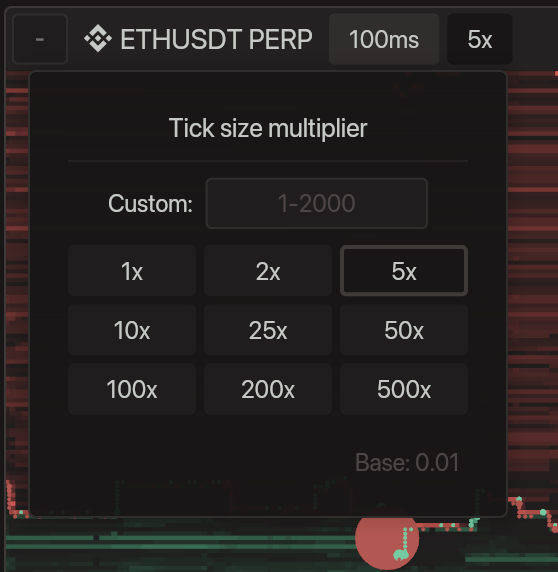 - ETHUSDT PERP 100ms 5x
Tick size multiplier
Custom: 1-2000
1x 2x 5x
10x 25x 50x
100x 200x 500x
Base: 0.01